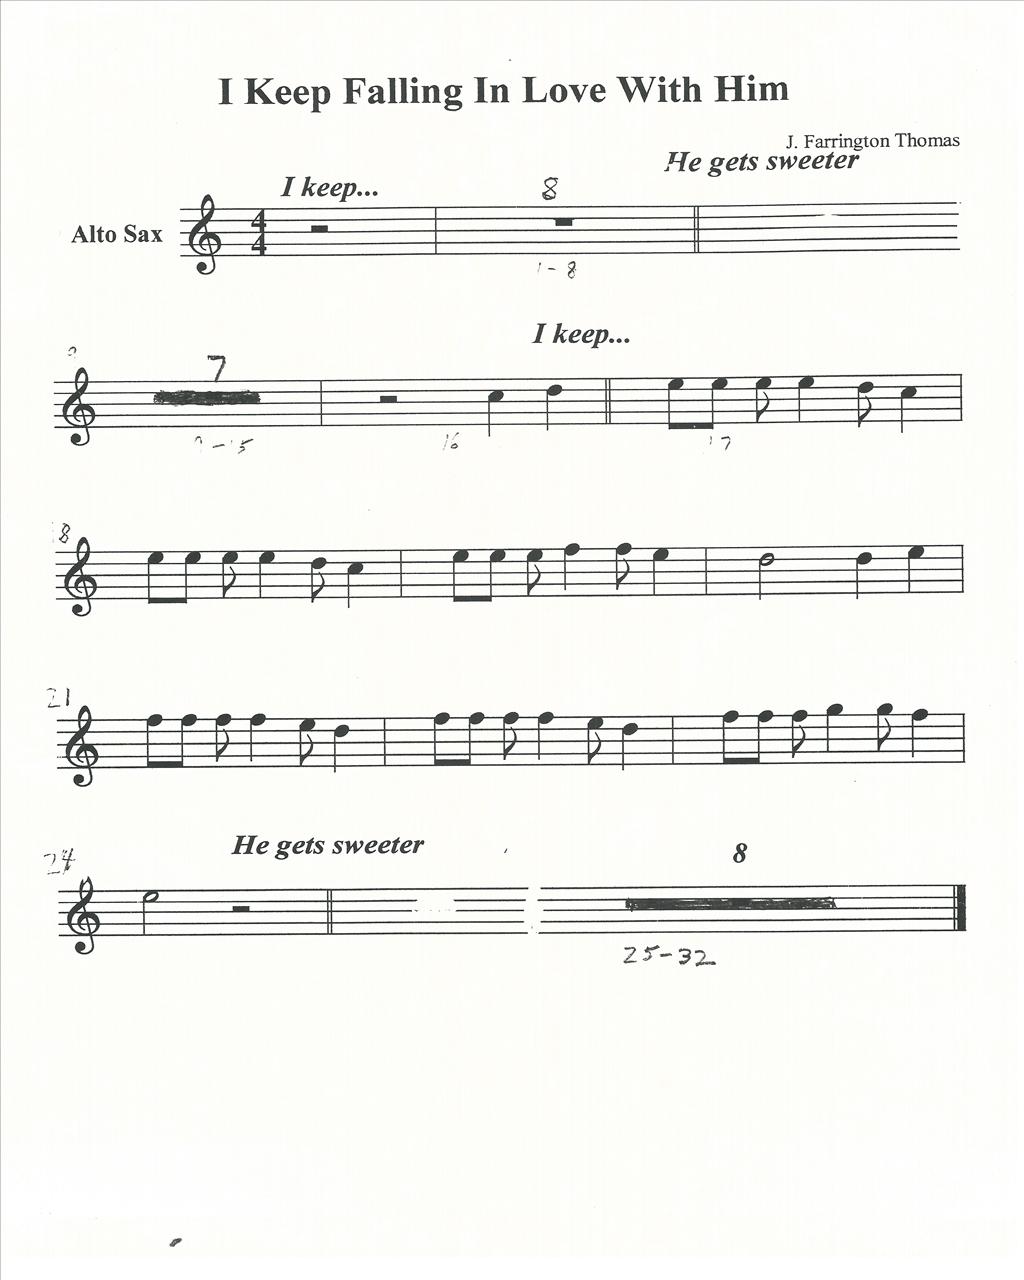 I Keep Falling In Love With Him
J. Farrington Thomas
He gets sweeter
I keep...
8
Alto Sax
4
4
1-8
I keep...
9
7
9-15
16
17
18
21
24
He gets sweeter
8
25-32